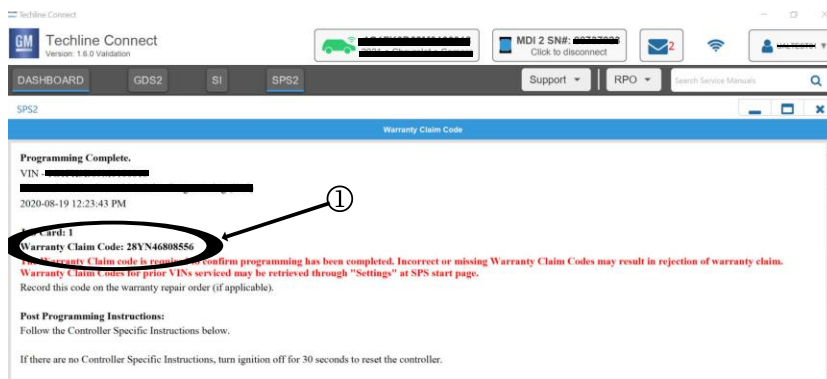 Techline Connect
GM
Techline Connect
Version: 1.6.0 Validation
MDI 2 SN#:
Click to disconnect
2
DASHBOARD GDS2 SI SPS2 Support RPO Search Service Manuals
SPS2
Warranty Claim Code
Programming Complete.
VIN -
2020-08-19 12:23:43 PM
①
Card: 1
Warranty Claim Code: 28YN46808556
The Warranty Claim code is required to confirm programming has been completed. Incorrect or missing Warranty Claim Codes may result in rejection of warranty claim.
Warranty Claim Codes for prior VINs serviced may be retrieved through "Settings" at SPS start page.
Record this code on the warranty repair order (if applicable).
Post Programming Instructions:
Follow the Controller Specific Instructions below.
If there are no Controller Specific Instructions, turn ignition off for 30 seconds to reset the controller.